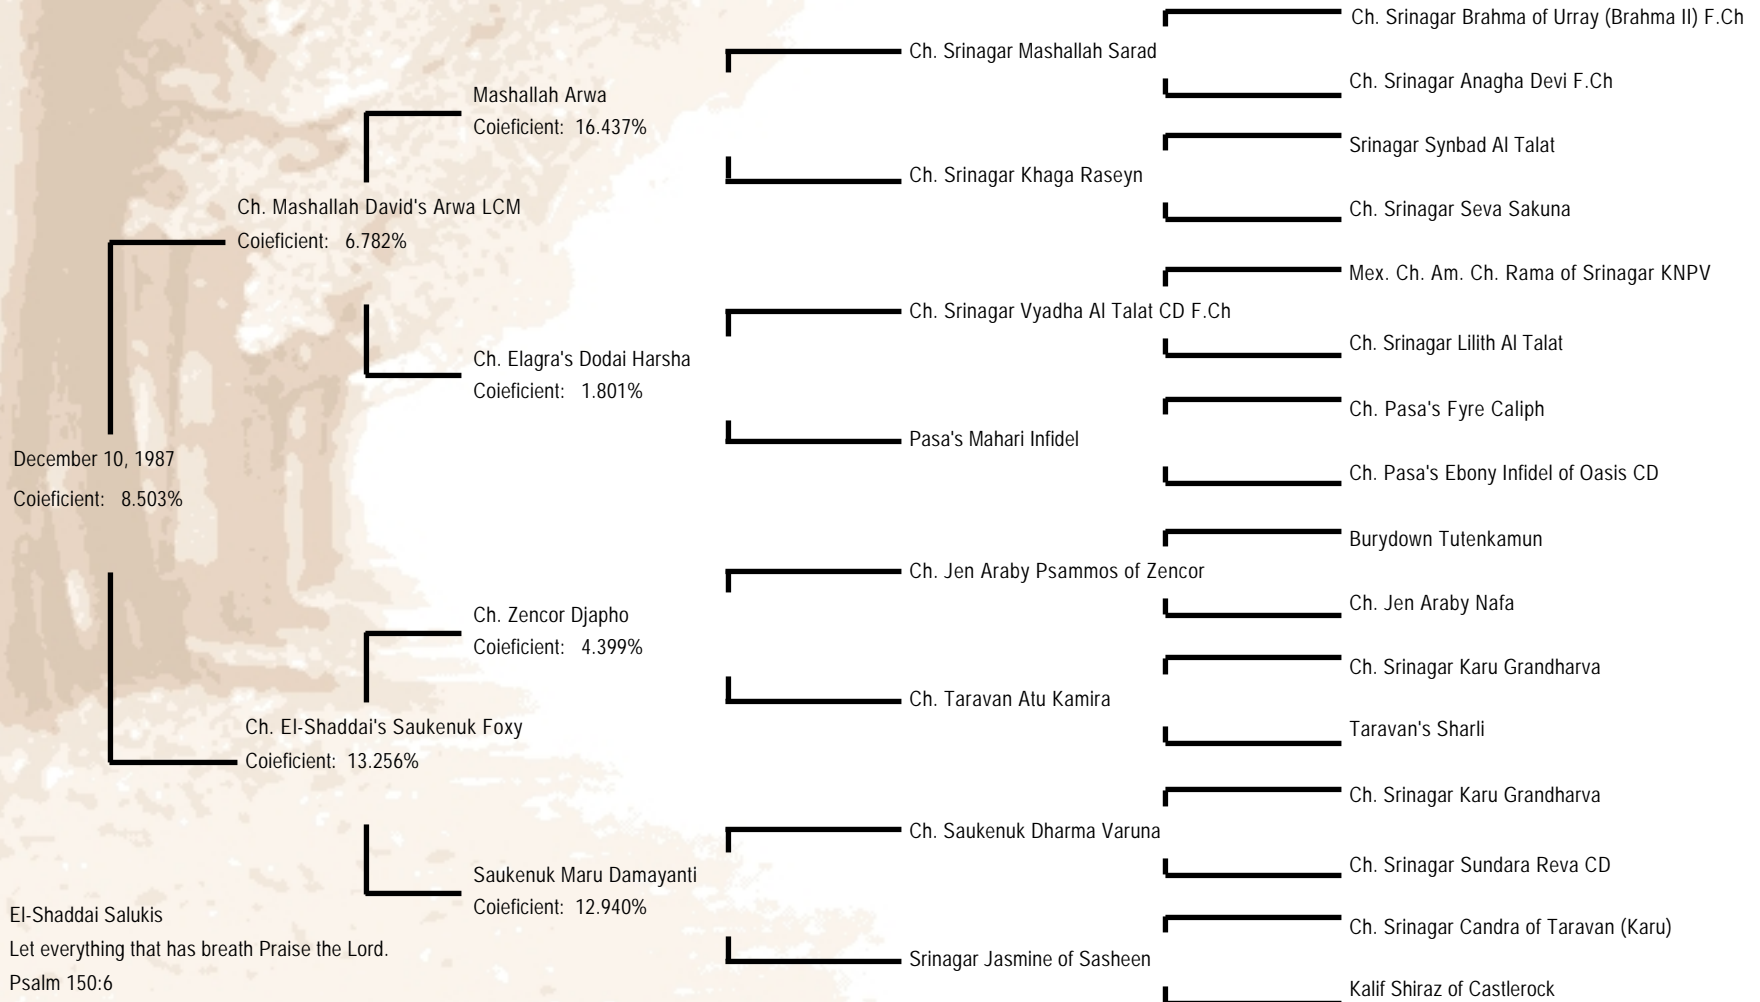 December 10, 1987
Coieficient: 8.503%
Ch. Mashallah David's Arwa LCM
Coieficient: 6.782%
Ch. El-Shaddai's Saukenuk Foxy
Coieficient: 13.256%
Mashallah Arwa
Coieficient: 16.437%
Ch. Elagra's Dodai Harsha
Coieficient: 1.801%
Ch. Zencor Djapho
Coieficient: 4.399%
Saukenuk Maru Damayanti
Coieficient: 12.940%
Ch. Srinagar Mashallah Sarad
Ch. Srinagar Khaga Raseyn
Ch. Srinagar Vyadha Al Talat CD F.Ch
Pasa's Mahari Infidel
Ch. Jen Araby Psammos of Zencor
Ch. Taravan Atu Kamira
Ch. Saukenuk Dharma Varuna
Srinagar Jasmine of Sasheen
Ch. Srinagar Brahma of Urray (Brahma II) F.Ch
Ch. Srinagar Anagha Devi F.Ch
Srinagar Synbad Al Talat
Ch. Srinagar Seva Sakuna
Mex. Ch. Am. Ch. Rama of Srinagar KNPV
Ch. Srinagar Lilith Al Talat
Ch. Pasa's Fyre Caliph
Ch. Pasa's Ebony Infidel of Oasis CD
Burydown Tutenkamun
Ch. Jen Araby Nafa
Ch. Srinagar Karu Grandharva
Taravan's Sharli
Ch. Srinagar Karu Grandharva
Ch. Srinagar Sundara Reva CD
Ch. Srinagar Candra of Taravan (Karu)
Kalif Shiraz of Castlerock
El-Shaddai Salukis
Let everything that has breath Praise the Lord.
Psalm 150:6